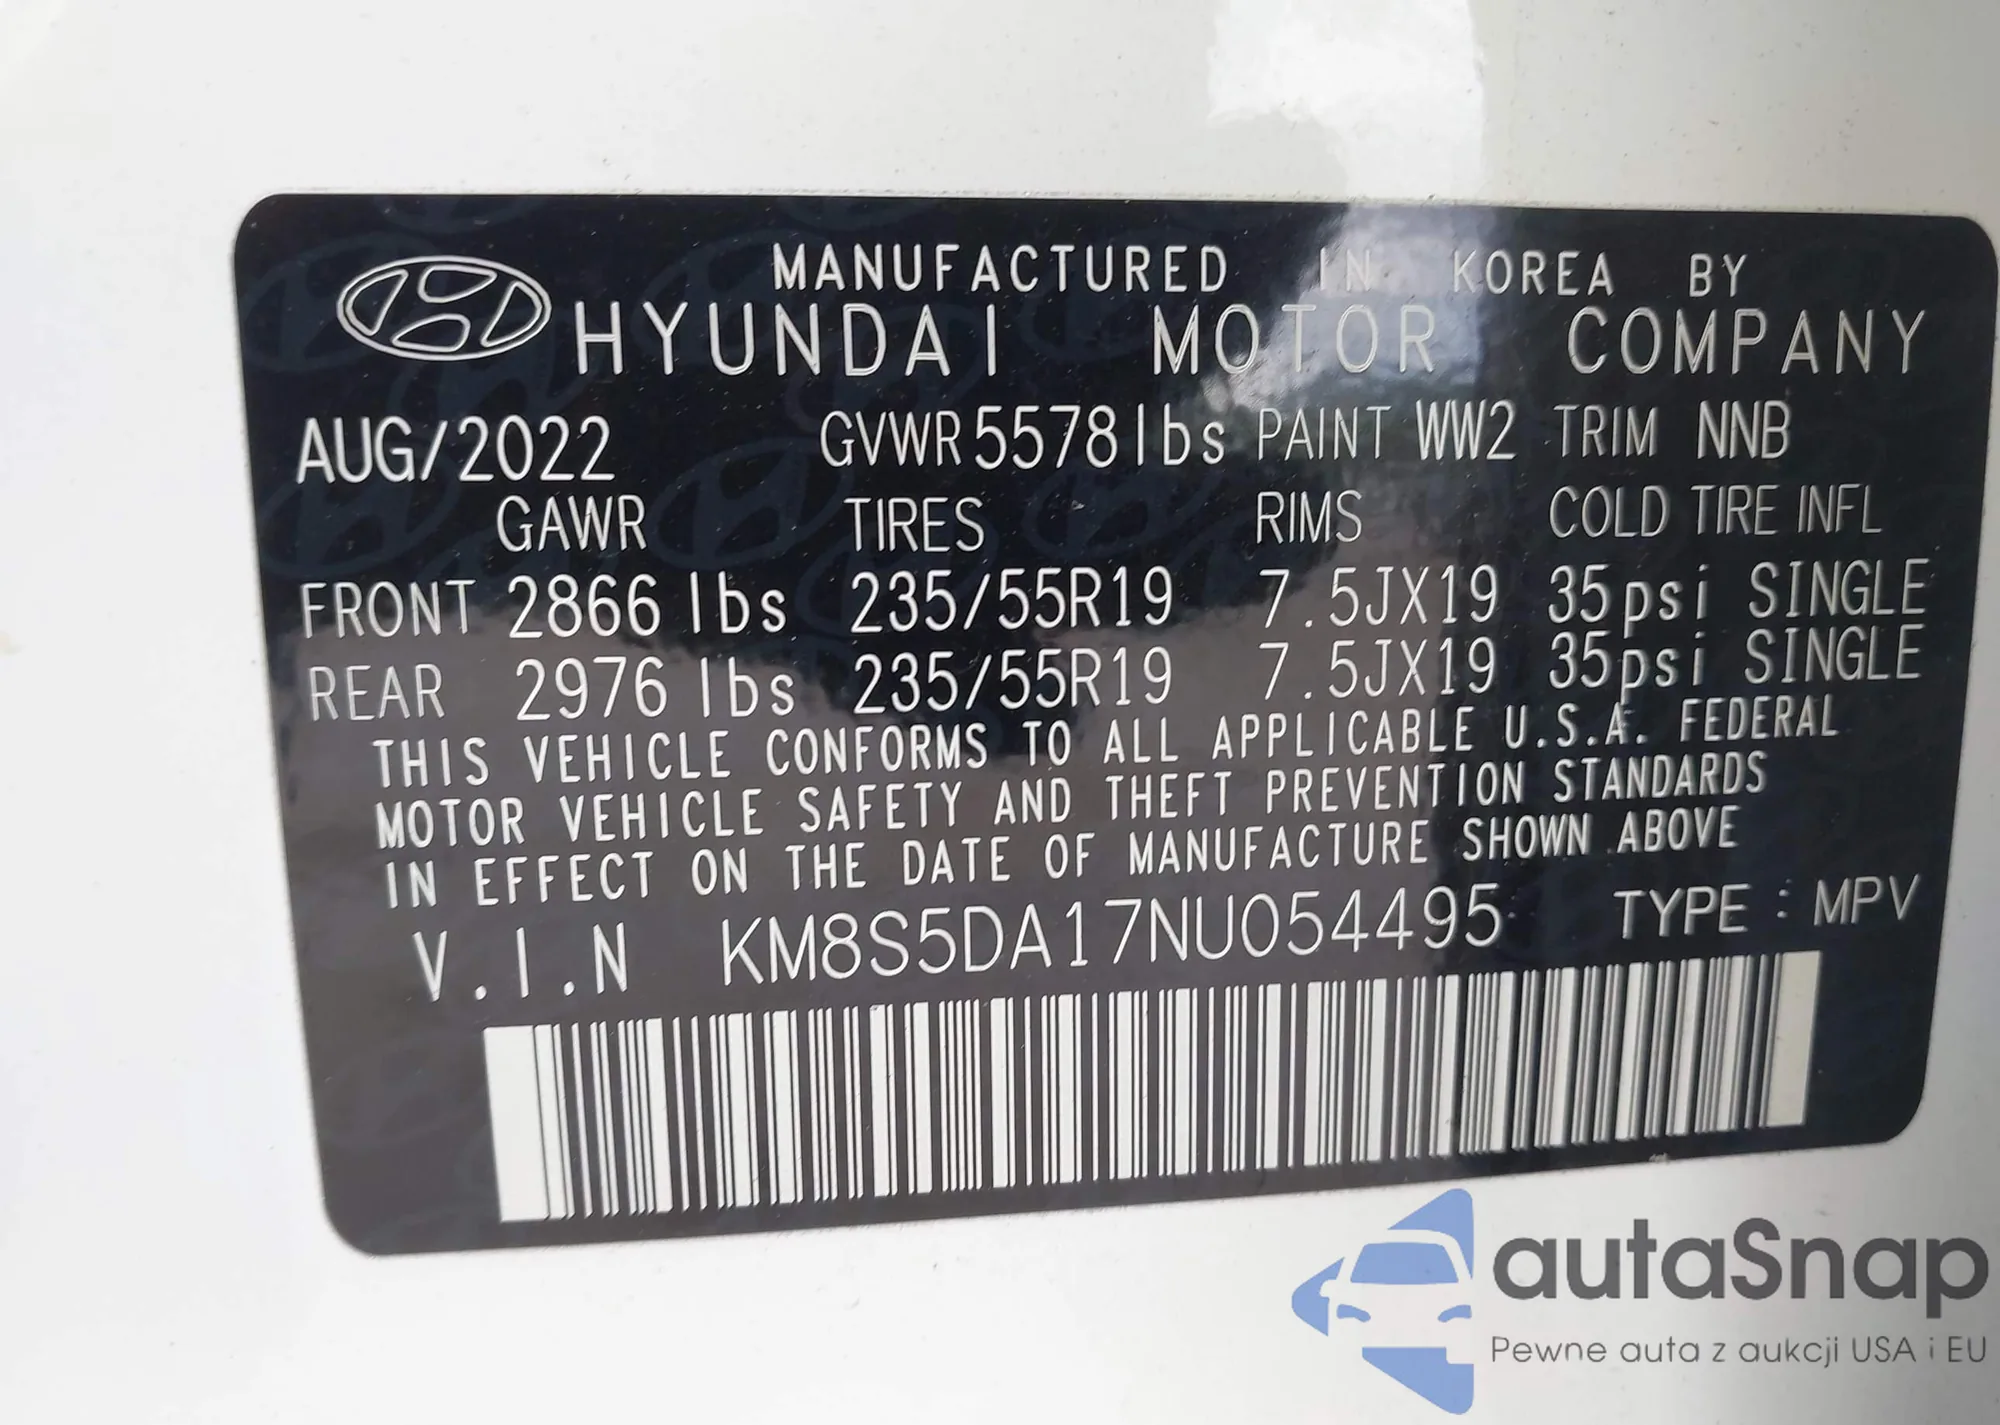 MANUFACTURED IN KOREA BY
HYUNDAI MOTOR COMPANY
AUG/2022 GVWR 5578lbs PAINT WW2 TRIM NNB
GAWR TIRES RIMS COLD TIRE INFL
FRONT 2866 lbs 235/55R19 7.5JX19 35psi SINGLE
REAR 2976 lbs 235/55R19 7.5JX19 35psi SINGLE
THIS VEHICLE CONFORMS TO ALL APPLICABLE U.S.A. FEDERAL
MOTOR VEHICLE SAFETY AND THEFT PREVENTION STANDARDS
IN EFFECT ON THE DATE OF MANUFACTURE SHOWN ABOVE
V.I.N KM8S5DA17NU054495 TYPE : MPV
autaSnap
Pewne auta z aukcji USA i EU